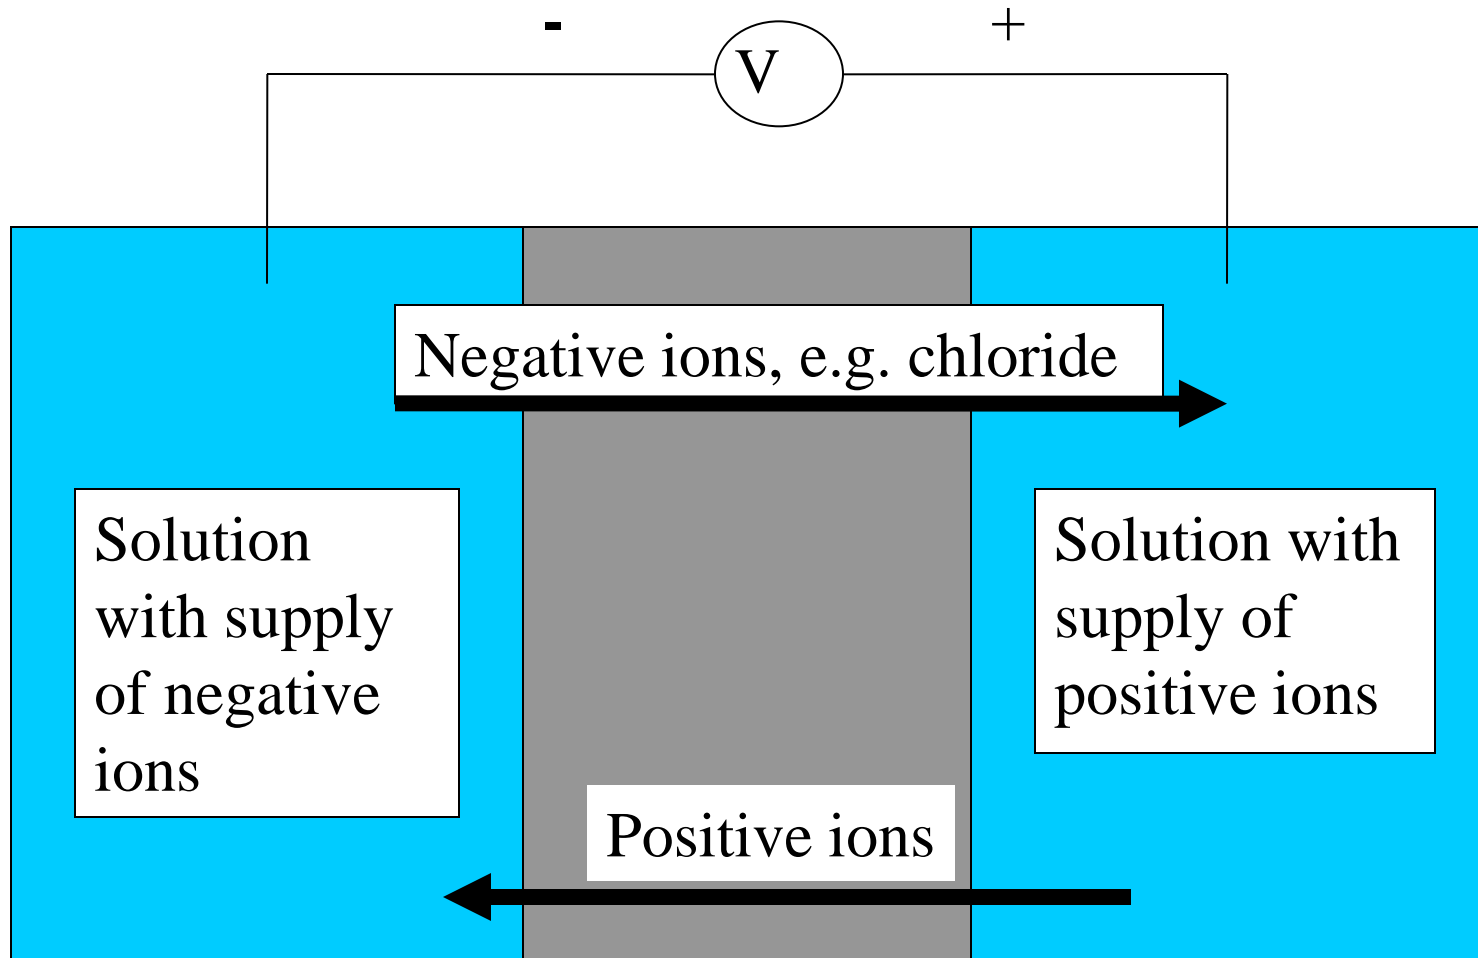 - +
V
Negative ions, e.g. chloride
Solution
with supply
of negative
ions
Solution with
supply of
positive ions
Positive ions